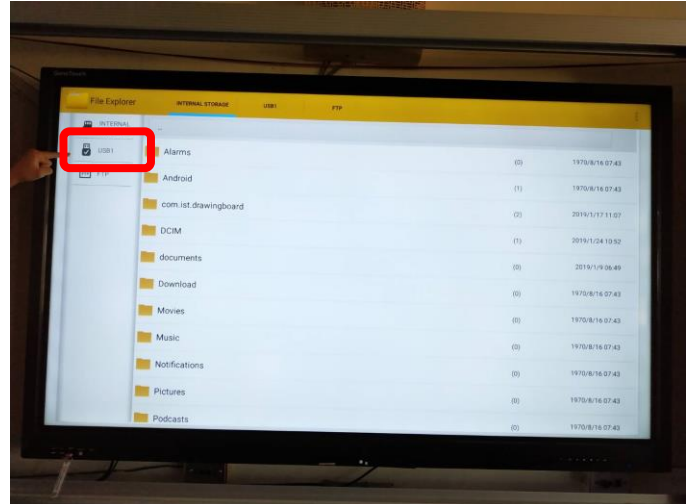 File Explorer INTERNAL STORAGE USB1 FTP
INTERNAL
..
USB1
FTP
Alarms (0) 1970/8/16 07:43
Android (1) 1970/8/16 07:43
com.ist.drawingboard (2) 2019/1/17 11:07
DCIM (1) 2019/1/24 10:52
documents (0) 2019/1/9 06:49
Download (0) 1970/8/16 07:43
Movies (0) 1970/8/16 07:43
Music (0) 1970/8/16 07:43
Notifications (0) 1970/8/16 07:43
Pictures (0) 1970/8/16 07:43
Podcasts (0) 1970/8/16 07:43